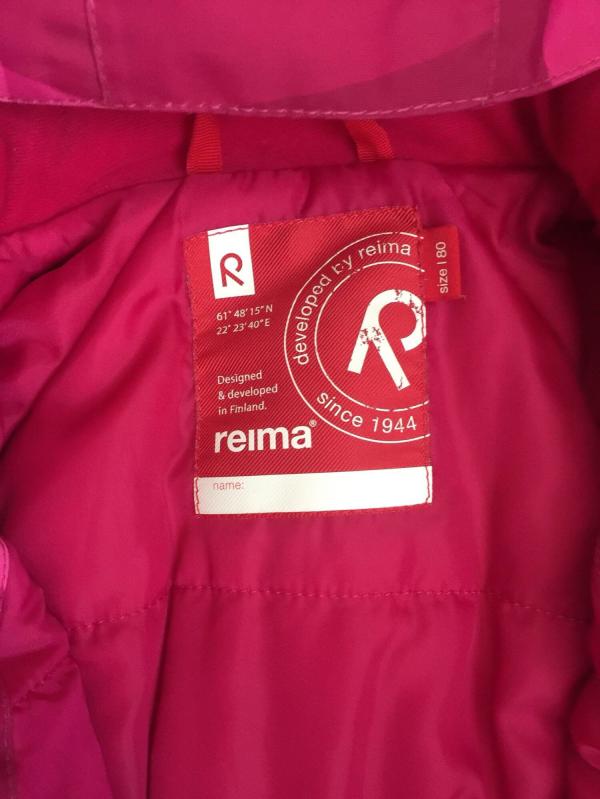 R
61° 48'15"N
22° 23'40"E
Designed
& developed
in Finland.
reima®
name:
developed by reima
R
since 1944
size | 80